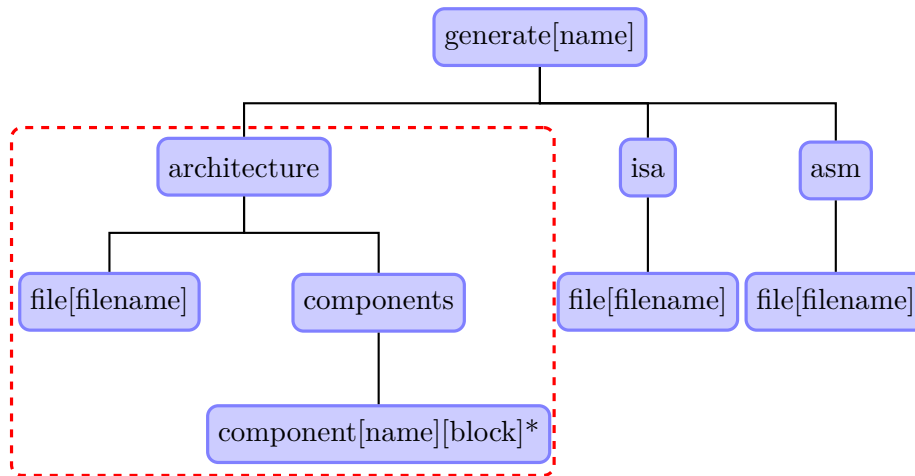 generate[name]
architecture
isa
asm
file[filename]
components
file[filename]
file[filename]
component[name][block]*